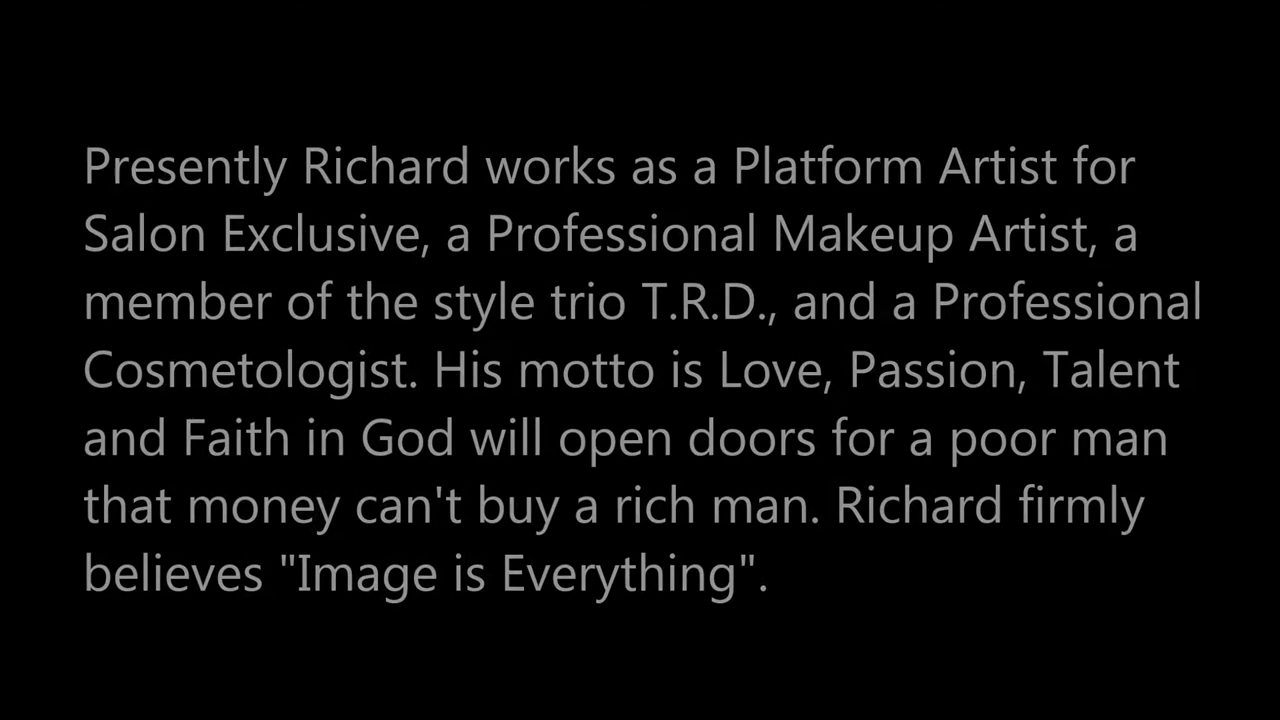 Presently Richard works as a Platform Artist for
Salon Exclusive, a Professional Makeup Artist, a
member of the style trio T.R.D., and a Professional
Cosmetologist. His motto is Love, Passion, Talent
and Faith in God will open doors for a poor man
that money can't buy a rich man. Richard firmly
believes "Image is Everything".